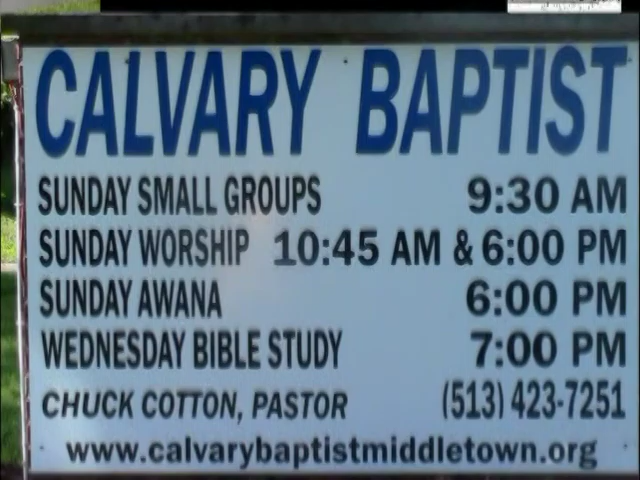 CALVARY BAPTIST
SUNDAY SMALL GROUPS 9:30 AM
SUNDAY WORSHIP 10:45 AM & 6:00 PM
SUNDAY AWANA 6:00 PM
WEDNESDAY BIBLE STUDY 7:00 PM
CHUCK COTTON, PASTOR (513) 423-7251
www.calvarybaptistmiddletown.org